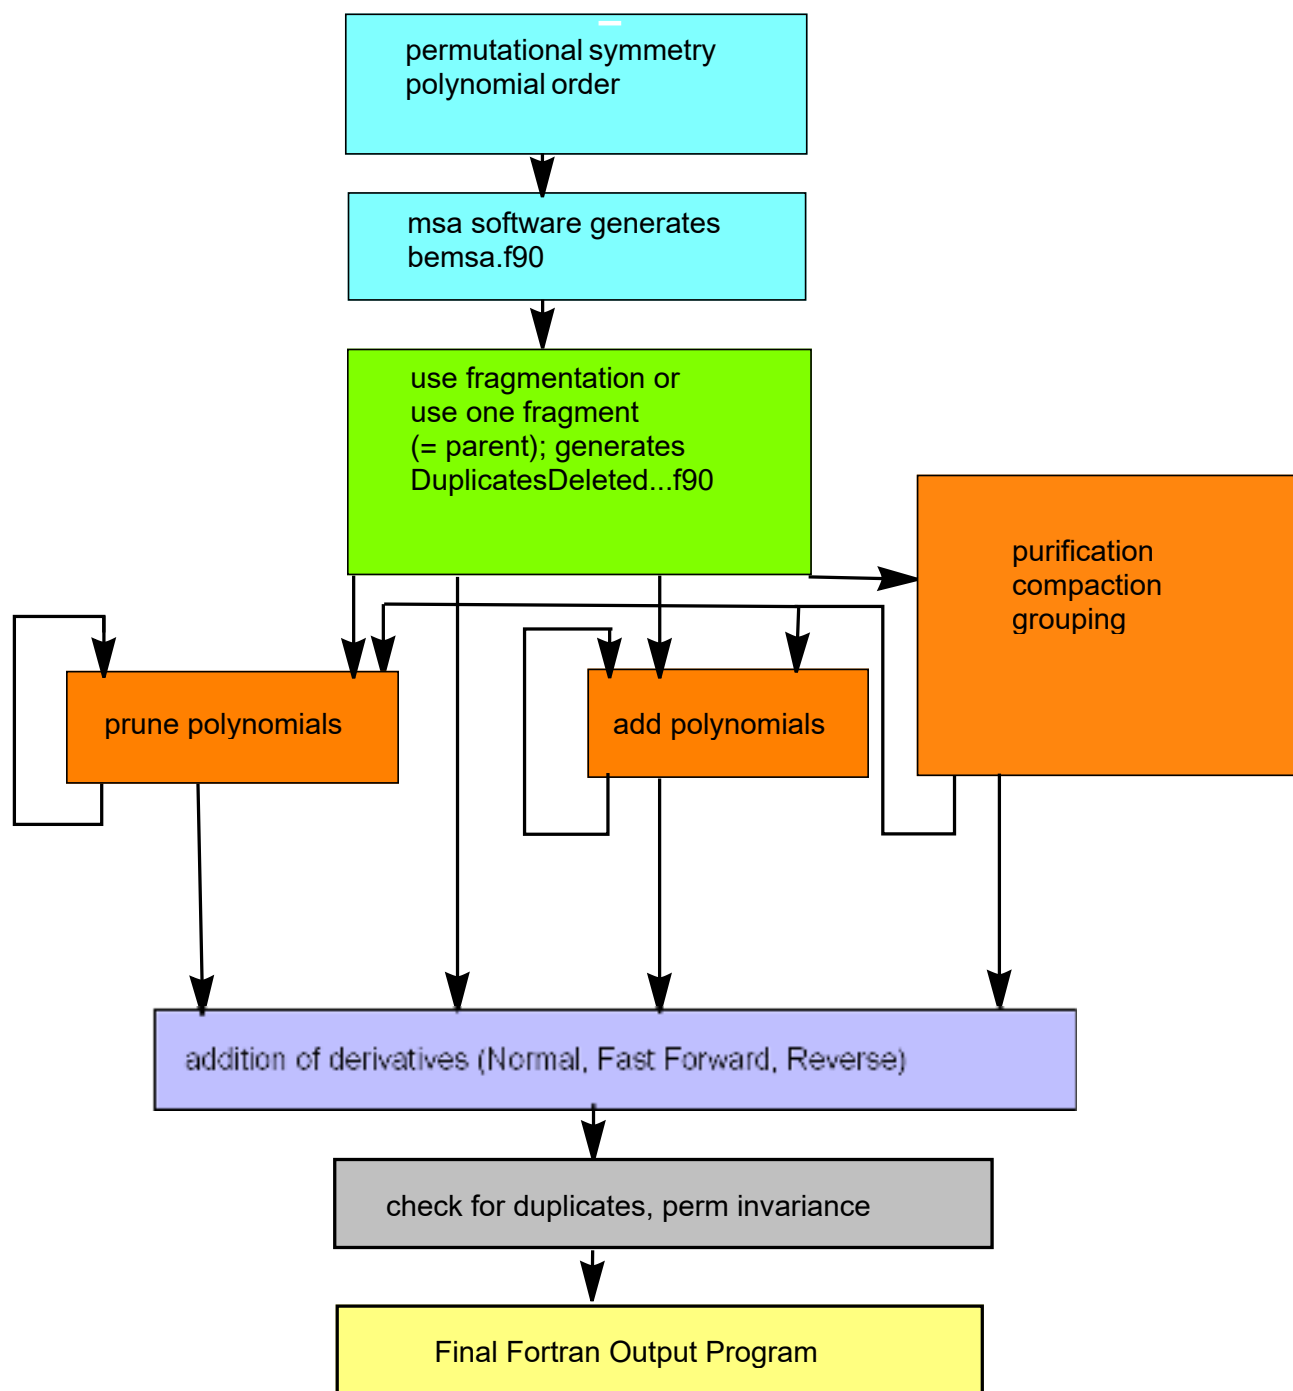 permutational symmetry
polynomial order
msa software generates
bemsa.f90
use fragmentation or
use one fragment
(= parent); generates
DuplicatesDeleted...f90
purification
compaction
grouping
prune polynomials
add polynomials
addition of derivatives (Normal, Fast Forward, Reverse)
check for duplicates, perm invariance
Final Fortran Output Program